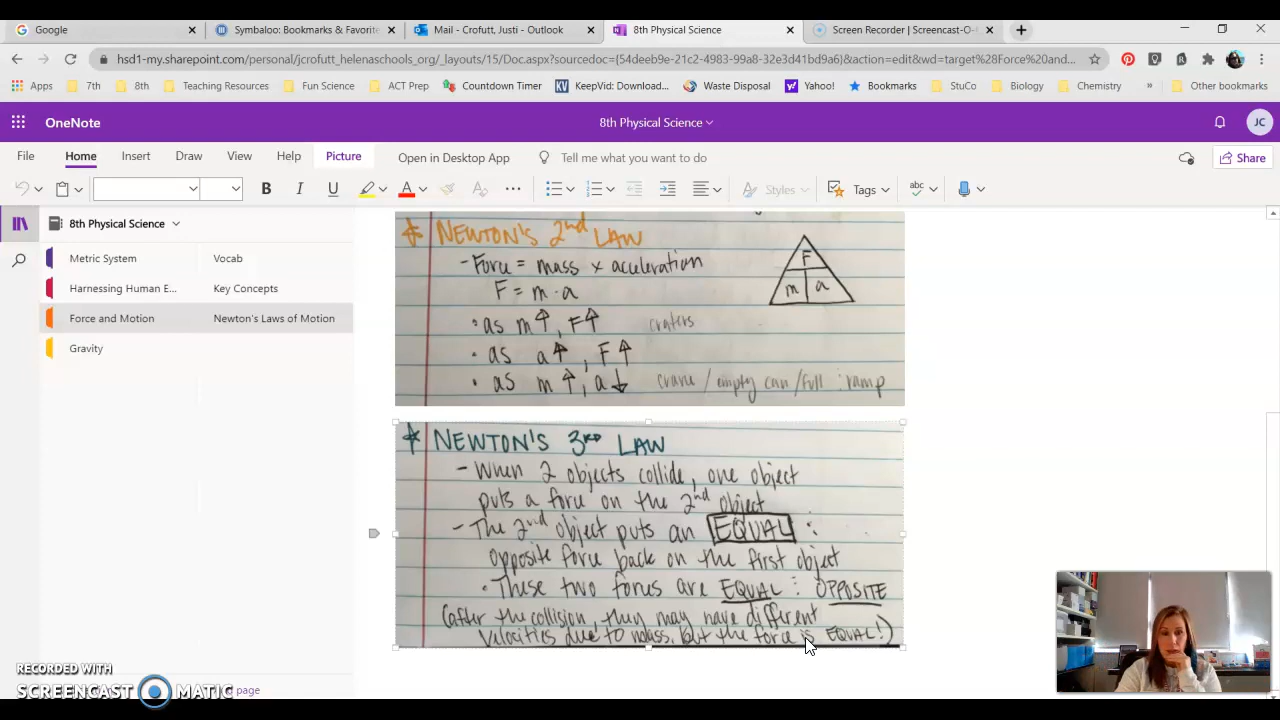 Google
Symbaloo: Bookmarks & Favorite
Mail - Crofutt, Justi - Outlook
8th Physical Science
Screen Recorder | Screencast-O-
hsd1-my.sharepoint.com/personal/jcrofutt_helenaschools_org/_layouts/15/Doc.aspx?sourcedoc={54deeb9e-21c2-4983-99a8-32e3d41bd9a6}&action=edit&wd=target%28Force%20and...
Apps 7th 8th Teaching Resources Fun Science ACT Prep Countdown Timer KeepVid: Download... Waste Disposal Yahoo! Bookmarks StuCo Biology Chemistry » Other bookmarks
OneNote
8th Physical Science
JC
File Home Insert Draw View Help Picture Open in Desktop App Tell me what you want to do Share
B I U A Styles Tags abc
8th Physical Science
Metric System
Harnessing Human E...
Force and Motion
Gravity
Vocab
Key Concepts
Newton's Laws of Motion
NEWTON'S 2nd LAW
- Force = mass x aceleration
F = m · a
F
m a
· as m ↑, F ↑ craters
· as a ↑, F ↑
· as m ↑, a ↓ crane / empty can / full : ramp
NEWTON'S 3RD LAW
- When 2 objects collide, one object
puts a force on the 2nd object
- The 2nd object puts an EQUAL :
opposite force back on the first object
· These two forces are EQUAL : OPPOSITE
(after the collision, they may have different
velocities due to mass, but the force is EQUAL!)
RECORDED WITH
SCREENCAST MATIC
page